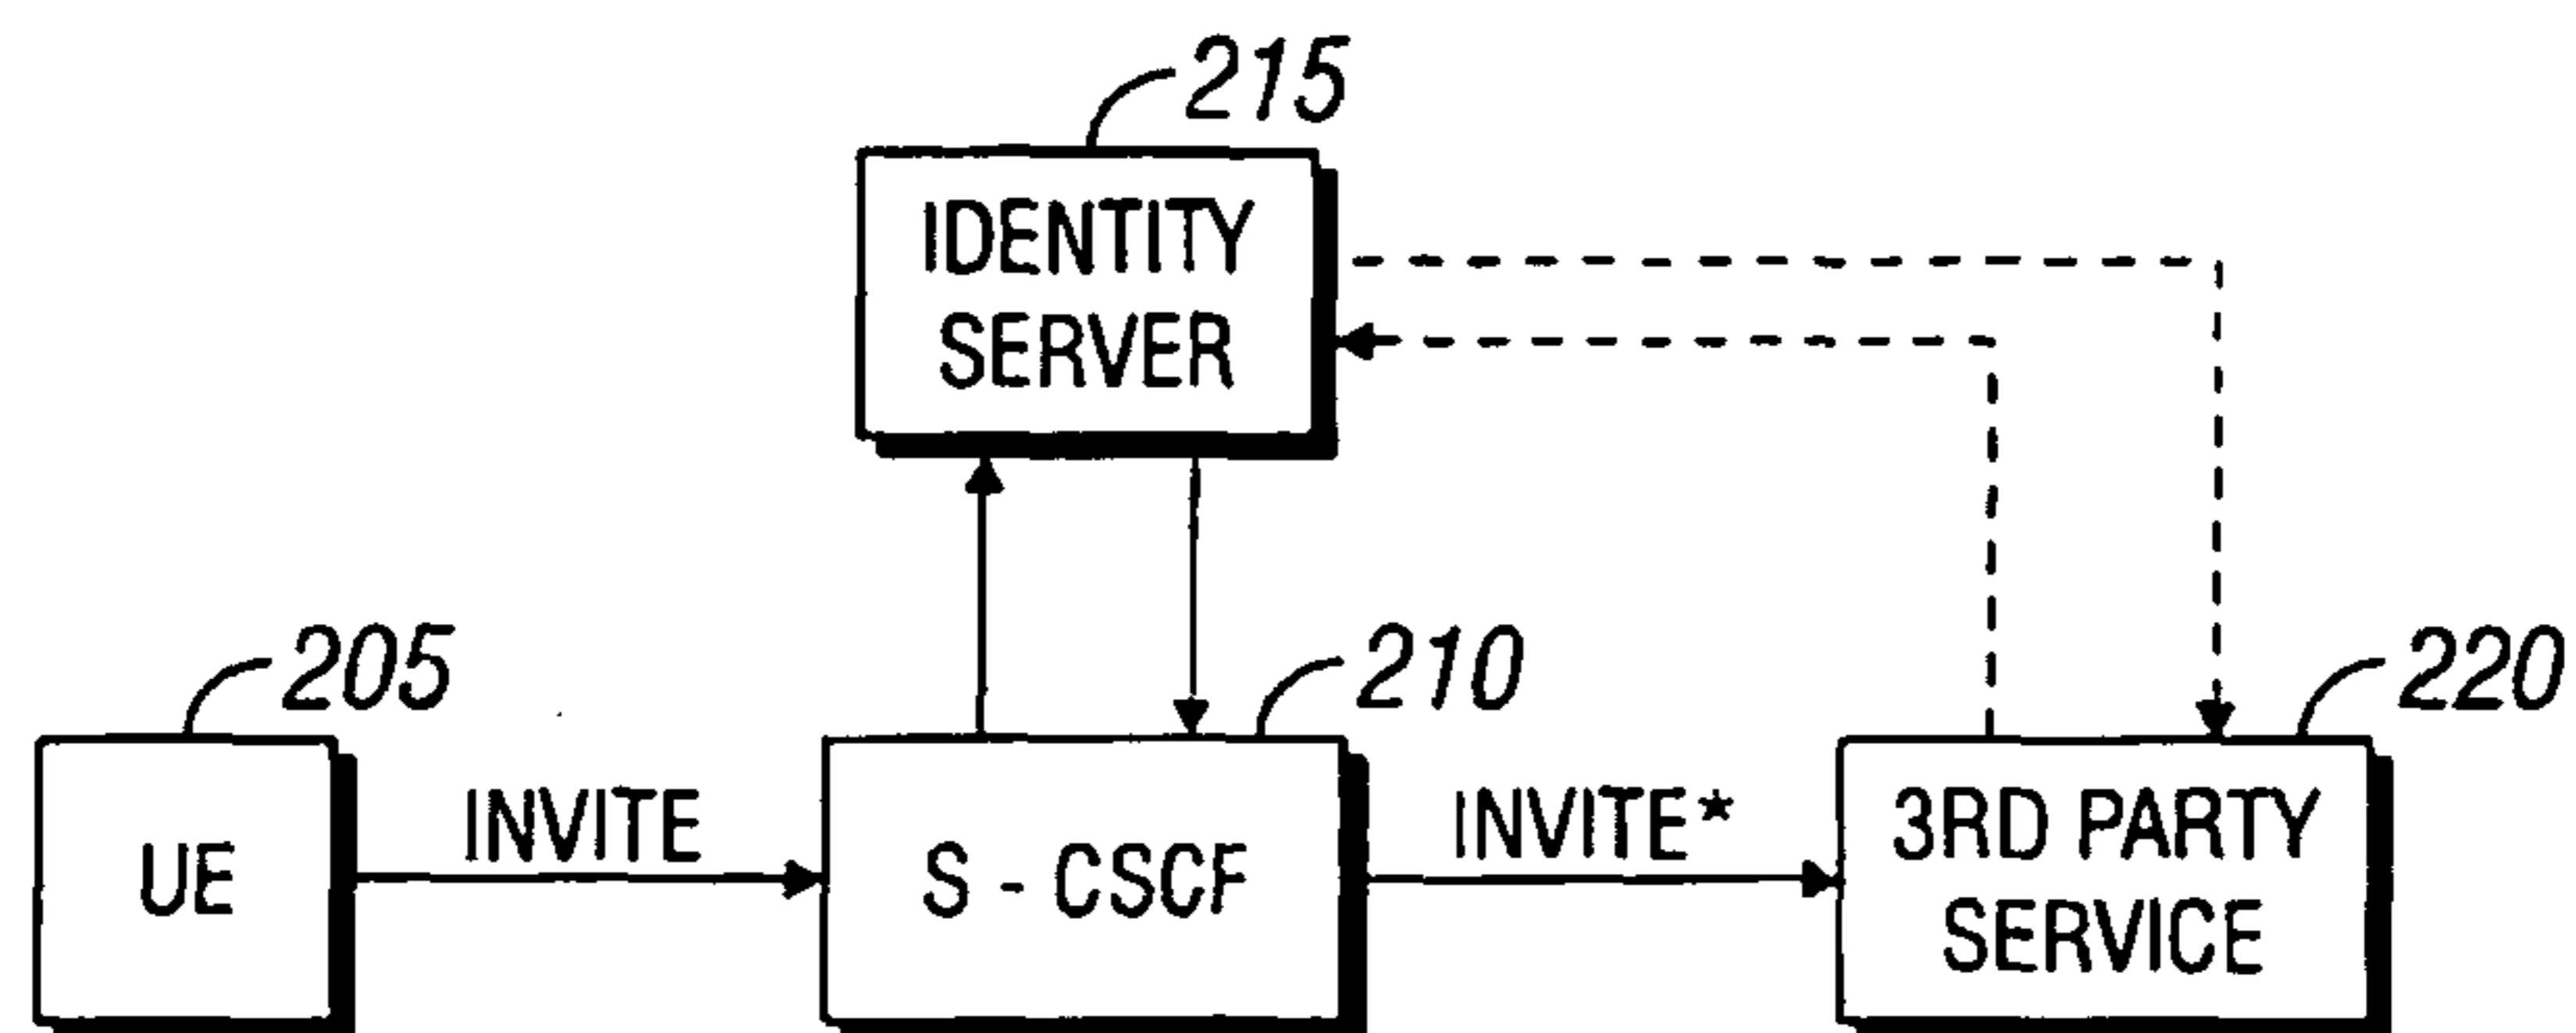 215
IDENTITY
SERVER
205
210
220
UE
INVITE
S - CSCF
INVITE*
3RD PARTY
SERVICE